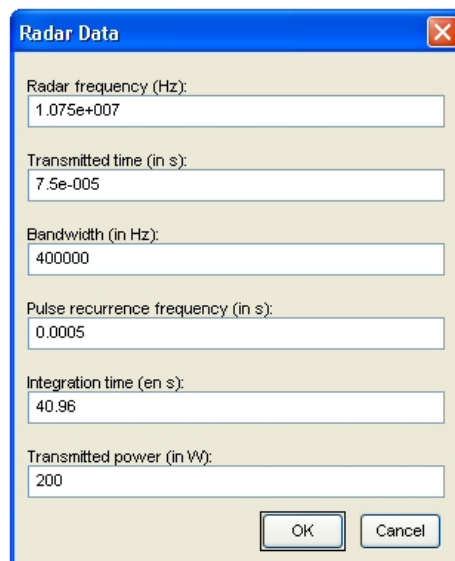 Radar Data
Radar frequency (Hz):
1.075e+007
Transmitted time (in s):
7.5e-005
Bandwidth (in Hz):
400000
Pulse recurrence frequency (in s):
0.0005
Integration time (en s):
40.96
Transmitted power (in W):
200
OK Cancel